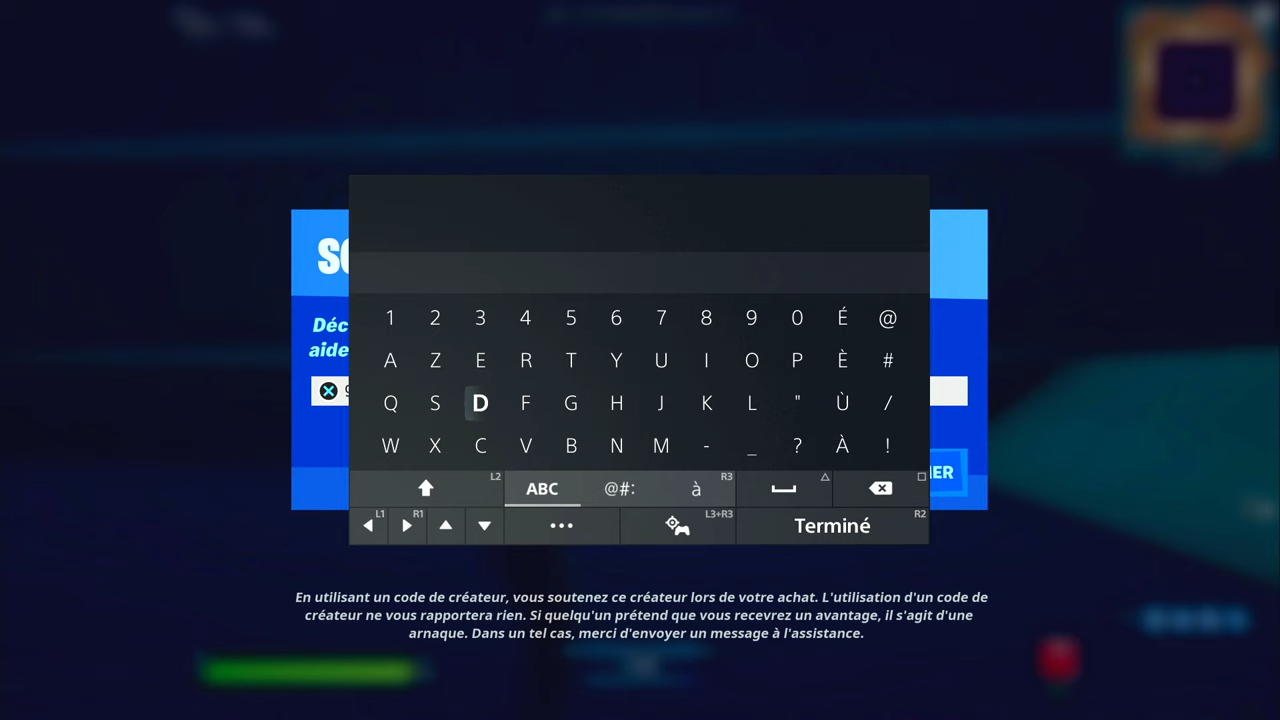 SO
Déc
aide
1 2 3 4 5 6 7 8 9 0 É @
A Z E R T Y U I O P È #
Q S D F G H J K L " Ù /
W X C V B N M - _ ? À !
L2 ABC @#: à R3
IER
L1 R1 ... L3+R3 Terminé R2
En utilisant un code de créateur, vous soutenez ce créateur lors de votre achat. L'utilisation d'un code de
créateur ne vous rapportera rien. Si quelqu'un prétend que vous recevrez un avantage, il s'agit d'une
arnaque. Dans un tel cas, merci d'envoyer un message à l'assistance.